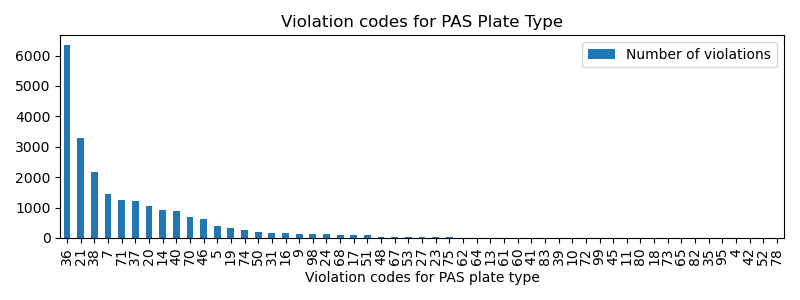 Violation codes for PAS Plate Type
Number of violations
6000
5000
4000
3000
2000
1000
0
36 21 38 7 71 37 20 14 40 70 46 5 19 74 50 31 16 9 98 24 68 17 51 48 67 53 27 23 75 62 64 13 61 60 41 83 39 10 72 99 45 11 80 18 73 65 82 35 95 4 42 52 78
Violation codes for PAS plate type